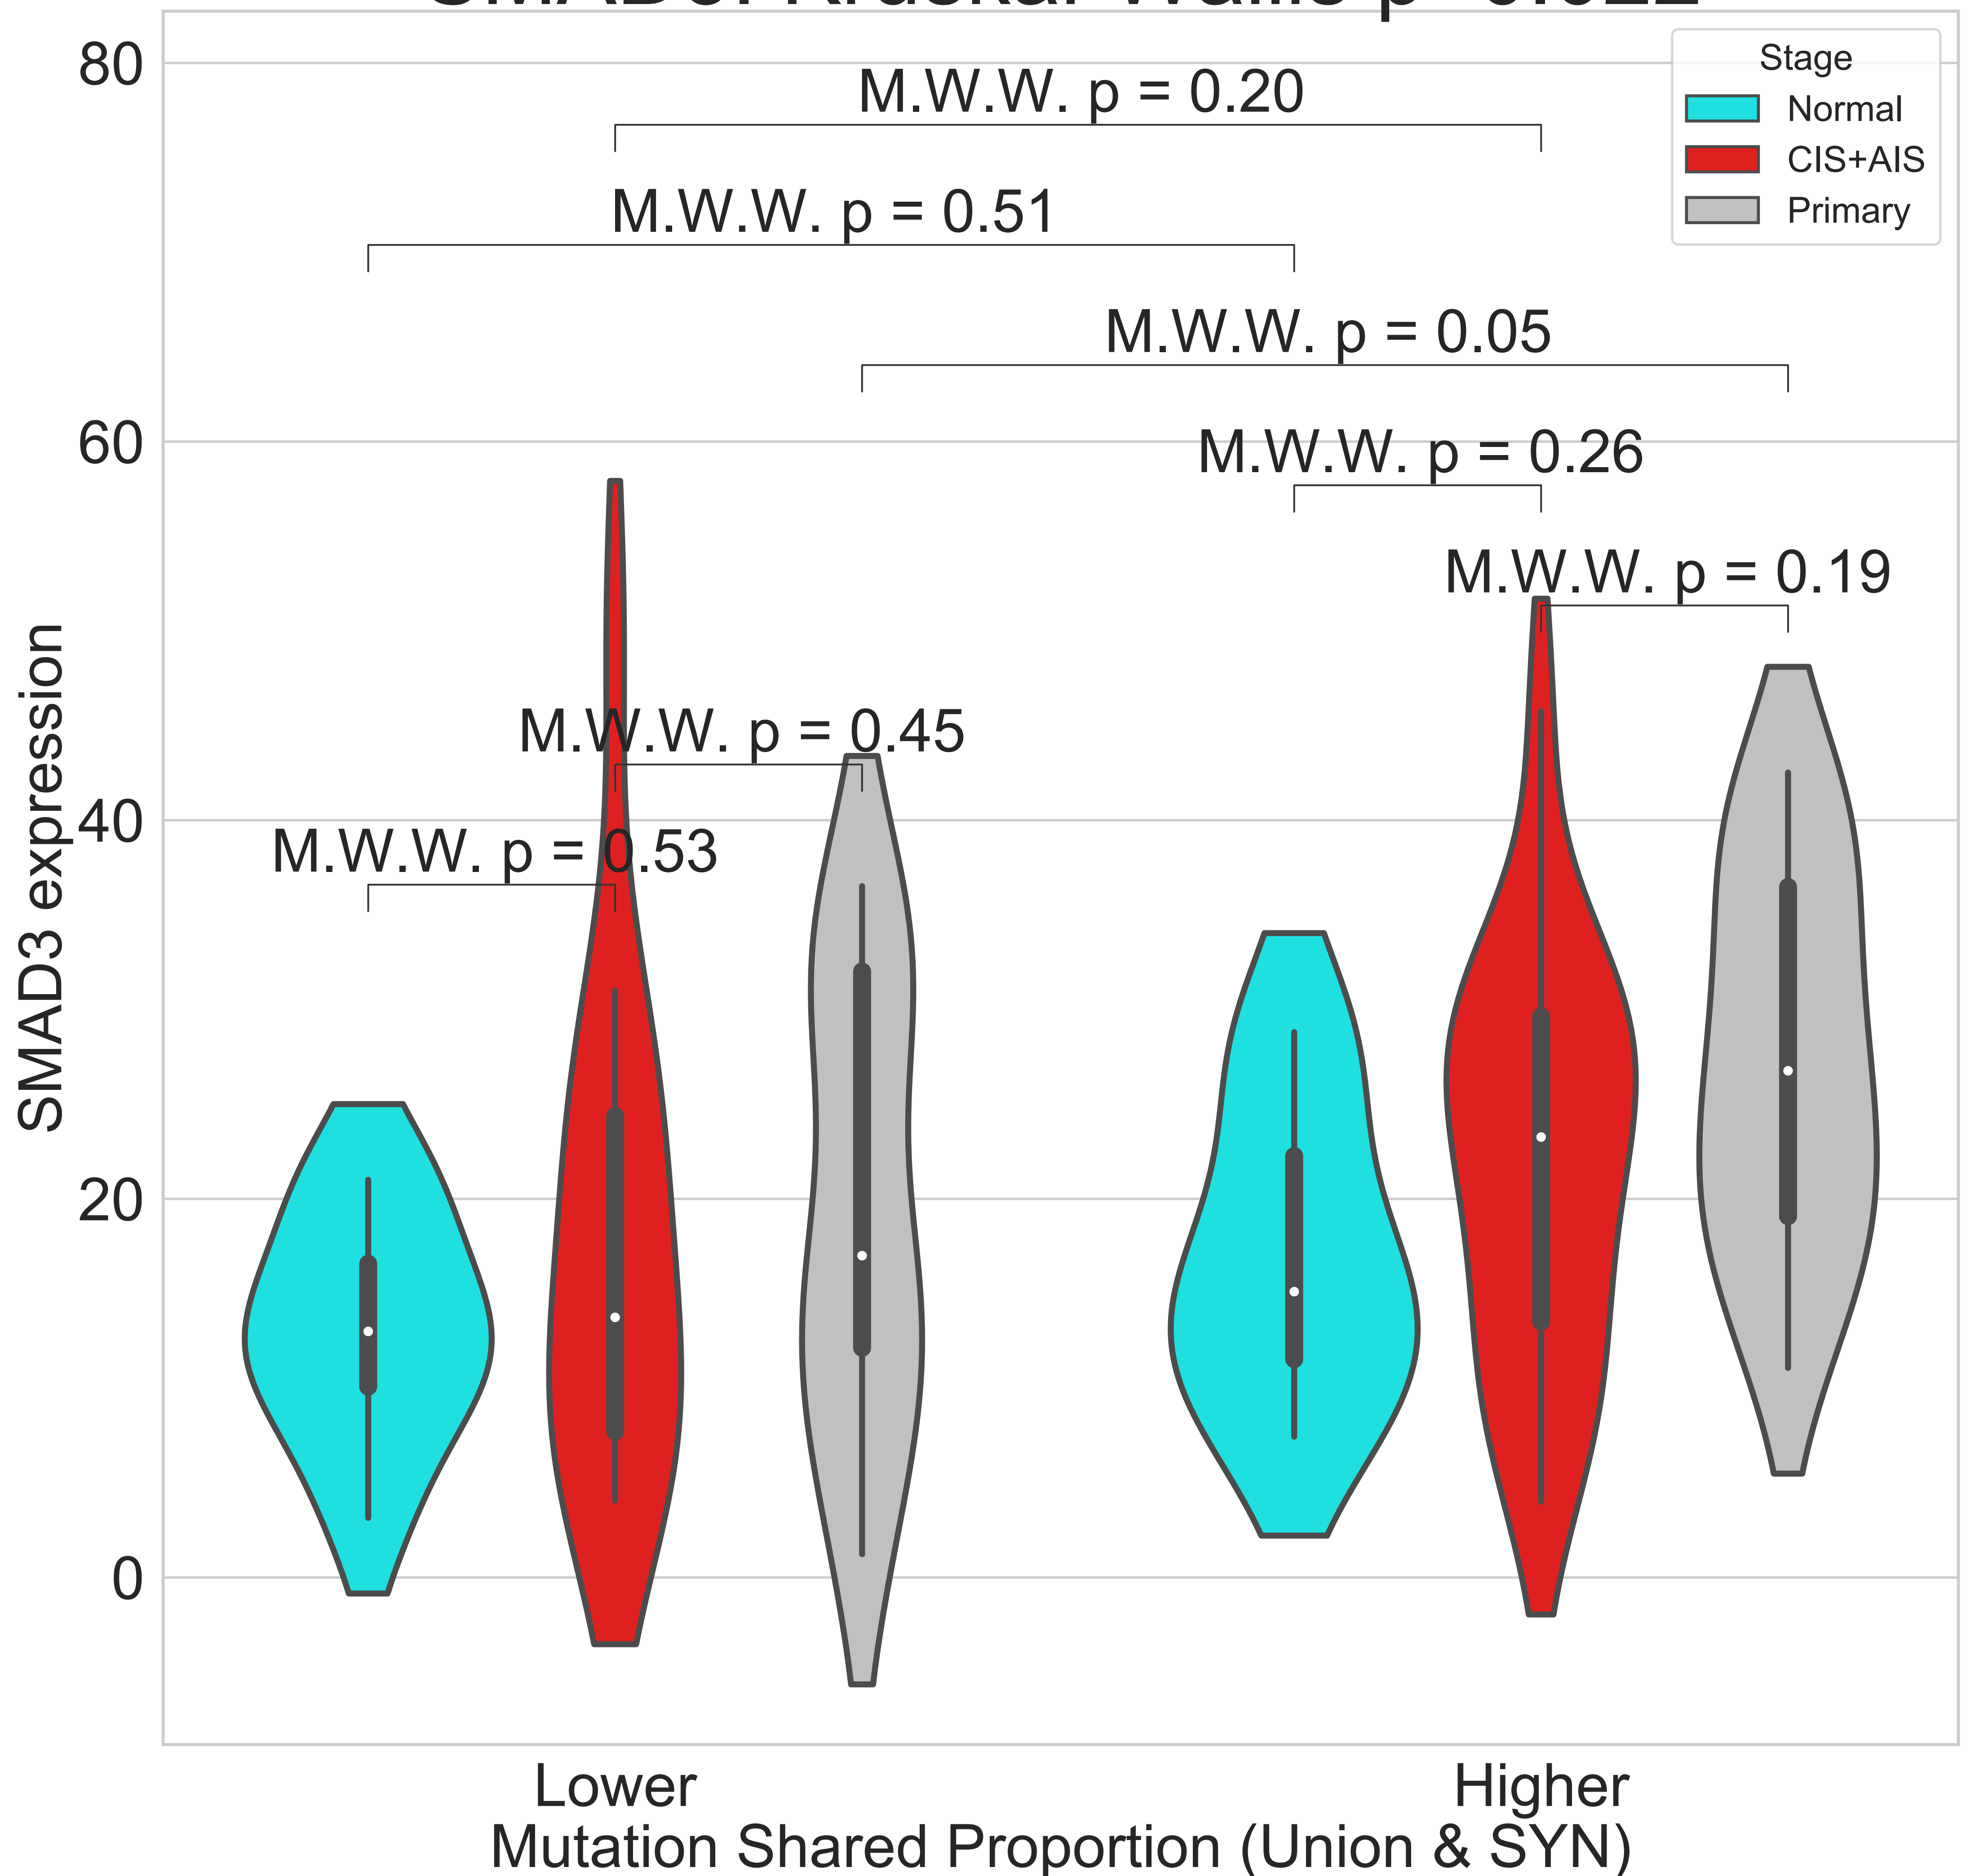 80
M.W.W. p = 0.20
Stage
Normal
CIS+AIS
Primary
M.W.W. p = 0.51
M.W.W. p = 0.05
60
M.W.W. p = 0.26
M.W.W. p = 0.19
SMAD3 expression
M.W.W. p = 0.45
40
M.W.W. p = 0.53
20
0
Lower
Higher
Mutation Shared Proportion (Union & SYN)